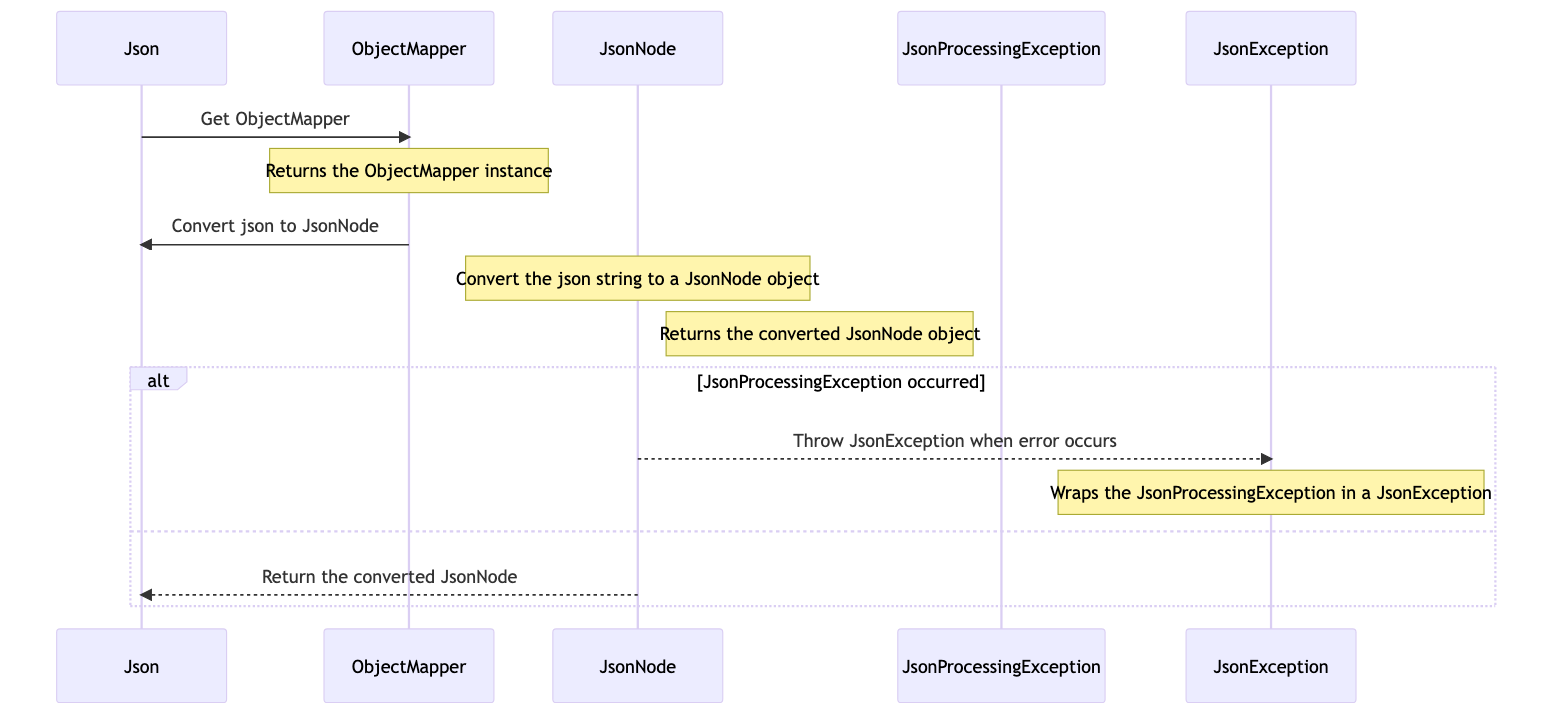 Json
ObjectMapper
JsonNode
JsonProcessingException
JsonException
Get ObjectMapper
Returns the ObjectMapper instance
Convert json to JsonNode
Convert the json string to a JsonNode object
Returns the converted JsonNode object
alt
[JsonProcessingException occurred]
Throw JsonException when error occurs
Wraps the JsonProcessingException in a JsonException
Return the converted JsonNode
Json
ObjectMapper
JsonNode
JsonProcessingException
JsonException